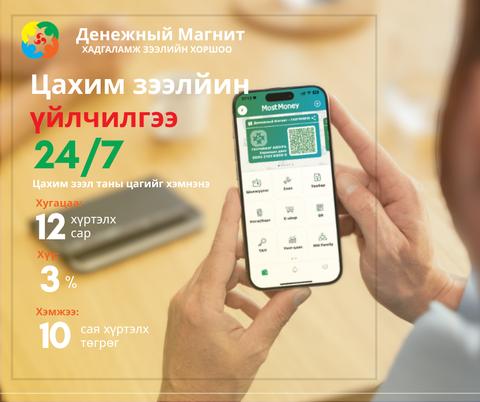 Денежный Магнит
ХАДГАЛАМЖ ЗЭЭЛИЙН ХОРШОО
Цахим зээлйин
үйлчилгээ
24/7
Цахим зээл таны цагийг хэмнэнэ
Хугацаа:
12 хүртэлх
сар
Хүү:
3 %
Хэмжээ:
10 сая хүртэлх
төгрөг
MostMoney